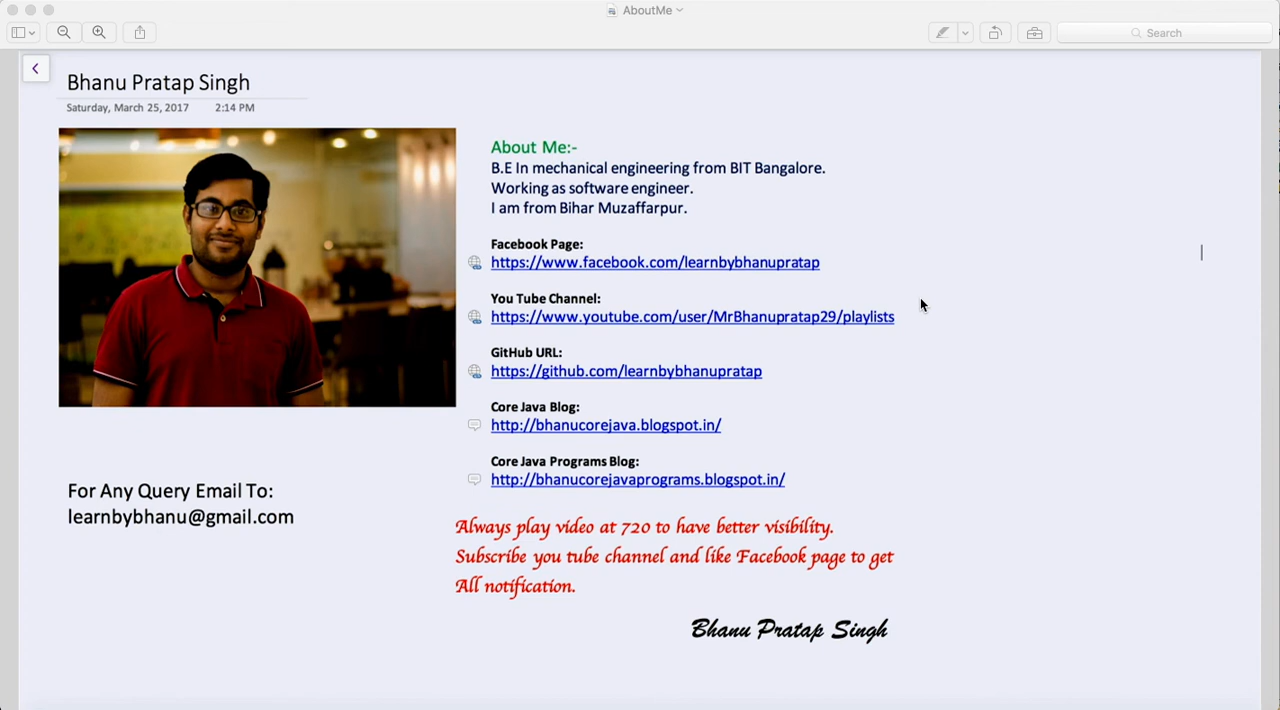 AboutMe
Search
Bhanu Pratap Singh
Saturday, March 25, 2017 2:14 PM
About Me:-
B.E In mechanical engineering from BIT Bangalore.
Working as software engineer.
I am from Bihar Muzaffarpur.
Facebook Page:
https://www.facebook.com/learnbybhanupratap
You Tube Channel:
https://www.youtube.com/user/MrBhanupratap29/playlists
GitHub URL:
https://github.com/learnbybhanupratap
Core Java Blog:
http://bhanucorejava.blogspot.in/
Core Java Programs Blog:
http://bhanucorejavaprograms.blogspot.in/
For Any Query Email To:
learnbybhanu@gmail.com
Always play video at 720 to have better visibility.
Subscribe you tube channel and like Facebook page to get
All notification.
Bhanu Pratap Singh